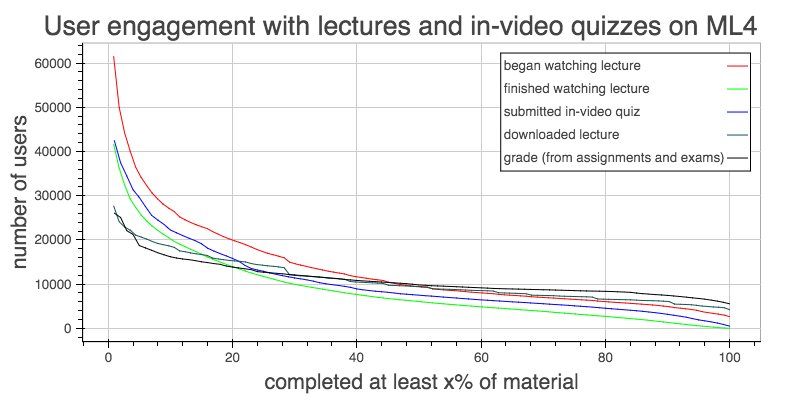 User engagement with lectures and in-video quizzes on ML4
began watching lecture
finished watching lecture
submitted in-video quiz
downloaded lecture
grade (from assignments and exams)
number of users
60000
50000
40000
30000
20000
10000
0
0 20 40 60 80 100
completed at least x% of material